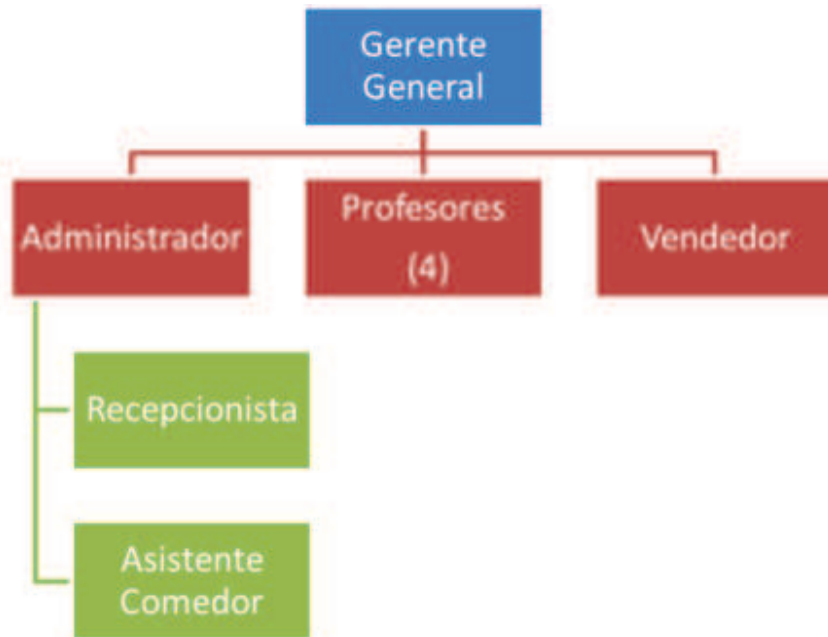 Gerente
General
Administrador
Profesores
(4)
Vendedor
Recepcionista
Asistente
Comedor